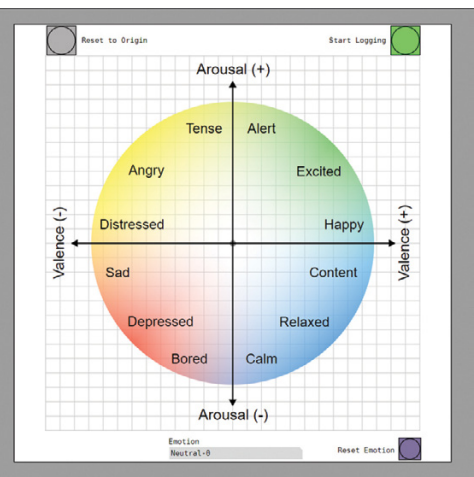 Reset to Origin
Start Logging
Arousal (+)
Tense
Alert
Angry
Excited
Distressed
Happy
Valence (-)
Valence (+)
Sad
Content
Depressed
Relaxed
Bored
Calm
Arousal (-)
Emotion
Neutral-0
Reset Emotion